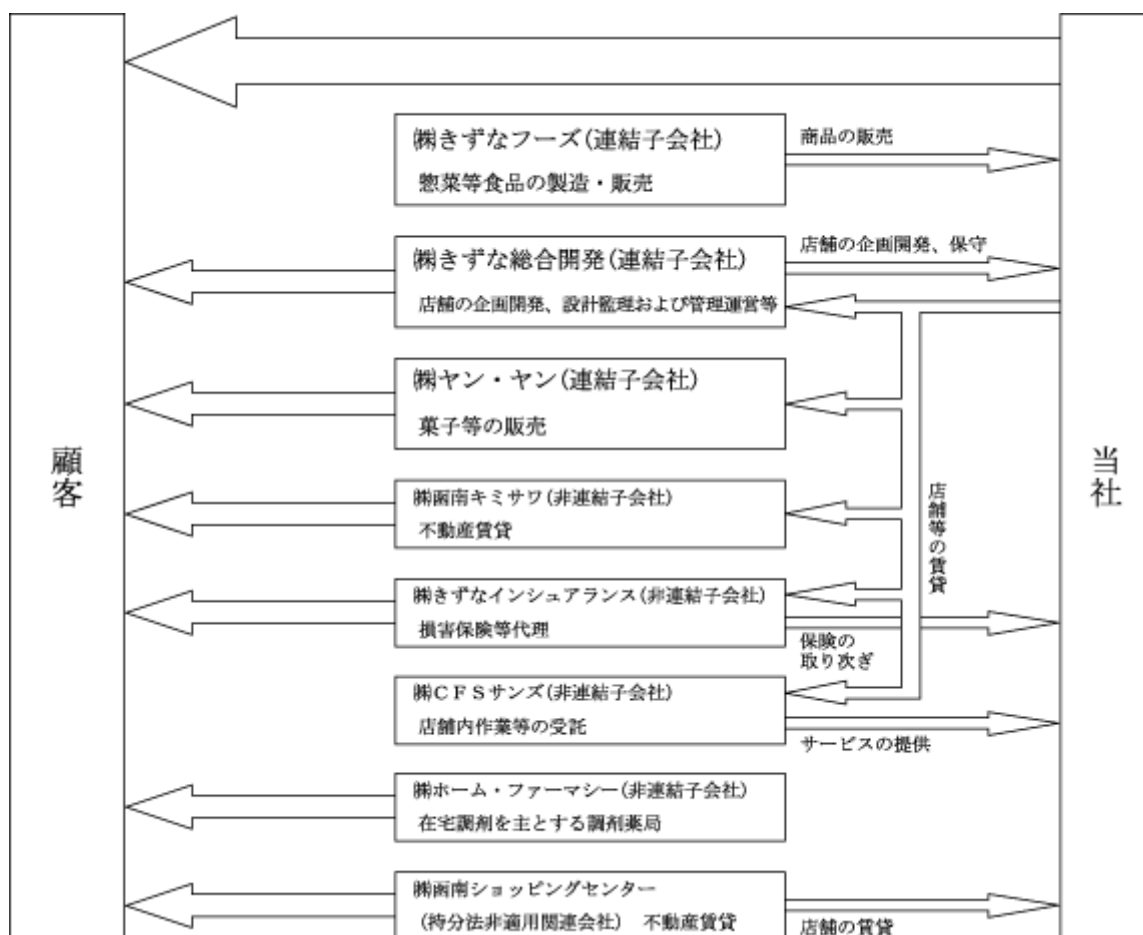 顧客
㈱きずなフーズ(連結子会社)
惣菜等食品の製造・販売
商品の販売
㈱きずな総合開発(連結子会社)
店舗の企画開発、設計監理および管理運営等
店舗の企画開発、保守
㈱ヤン・ヤン(連結子会社)
菓子等の販売
㈱函南キミサワ(非連結子会社)
不動産賃貸
店舗等の賃貸
㈱きずなインシュアランス(非連結子会社)
損害保険等代理
保険の
取り次ぎ
㈱ＣＦＳサンズ(非連結子会社)
店舗内作業等の受託
サービスの提供
㈱ホーム・ファーマシー(非連結子会社)
在宅調剤を主とする調剤薬局
㈱函南ショッピングセンター
(持分法非適用関連会社)　不動産賃貸
店舗の賃貸
当社